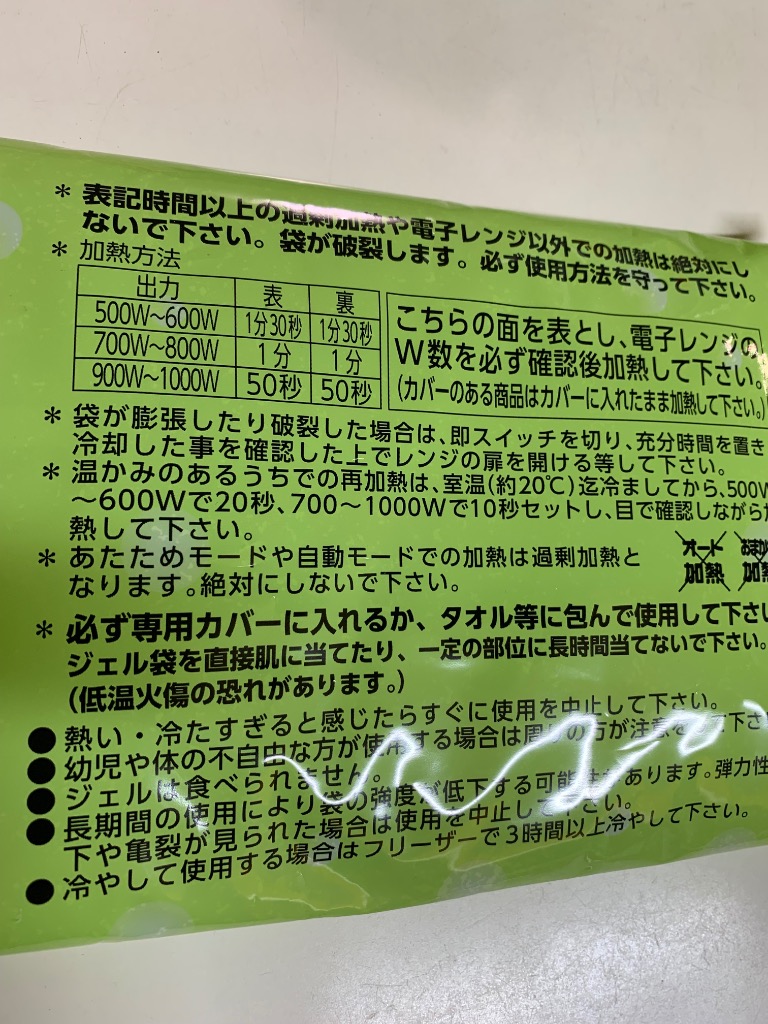 * 表記時間以上の過剰加熱や電子レンジ以外での加熱は絶対にし
ないで下さい。袋が破裂します。必ず使用方法を守って下さい。
* 加熱方法
出力 表 裏
500W~600W 1分30秒 1分30秒
700W~800W 1分 1分
900W~1000W 50秒 50秒
こちらの面を表とし、電子レンジの
W数を必ず確認後加熱して下さい。
(カバーのある商品はカバーに入れたまま加熱して下さい。)
* 袋が膨張したり破裂した場合は、即スイッチを切り、充分時間を置き
冷却した事を確認した上でレンジの扉を開ける等して下さい。
* 温かみのあるうちでの再加熱は、室温(約20℃)迄冷ましてから、500W
~600Wで20秒、700~1000Wで10秒セットし、目で確認しながら
熱して下さい。
* あたためモードや自動モードでの加熱は過剰加熱と
なります。絶対にしないで下さい。
オート
加熱
* 必ず専用カバーに入れるか、タオル等に包んで使用して下さい
ジェル袋を直接肌に当てたり、一定の部位に長時間当てないで下さい。
(低温火傷の恐れがあります。)
● 熱い・冷たすぎると感じたらすぐに使用を中止して下さい。
● 幼児や体の不自由な方が使用する場合は周りの方が注意を 下さ
● ジェルは食べられません。
● 長期間の使用により袋の強度が低下する可能性があります。弾力性
下や亀裂が見られた場合は使用を中止して下さい。
● 冷やして使用する場合はフリーザーで3時間以上冷やして下さい。